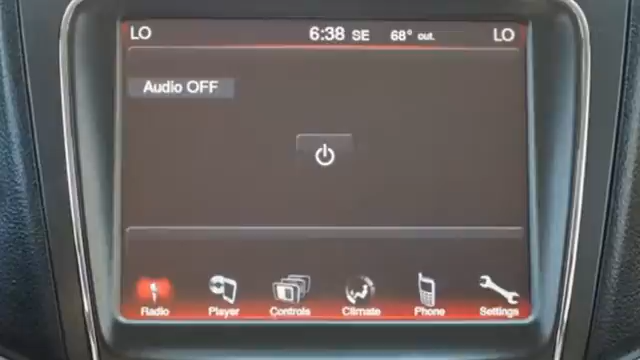 LO 6:38 SE 68° out. LO
Audio OFF
Radio Player Controls Climate Phone Settings